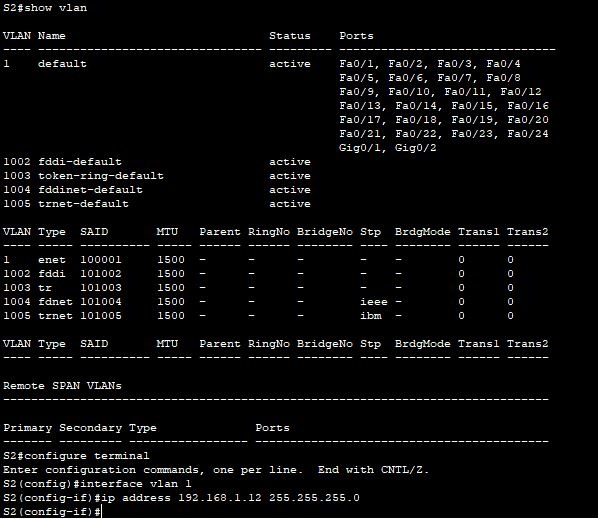 S2#show vlan
VLAN Name                             Status    Ports
---- -------------------------------- --------- -------------------------------
1    default                          active    Fa0/1, Fa0/2, Fa0/3, Fa0/4
                                                Fa0/5, Fa0/6, Fa0/7, Fa0/8
                                                Fa0/9, Fa0/10, Fa0/11, Fa0/12
                                                Fa0/13, Fa0/14, Fa0/15, Fa0/16
                                                Fa0/17, Fa0/18, Fa0/19, Fa0/20
                                                Fa0/21, Fa0/22, Fa0/23, Fa0/24
                                                Gig0/1, Gig0/2
1002 fddi-default                     active
1003 token-ring-default               active
1004 fddinet-default                  active
1005 trnet-default                    active
VLAN Type  SAID       MTU   Parent RingNo BridgeNo Stp  BrdgMode Trans1 Trans2
---- ----- ---------- ----- ------ ------ -------- ---- -------- ------ ------
1    enet  100001     1500  -      -      -        -    -        0      0
1002 fddi  101002     1500  -      -      -        -    -        0      0
1003 tr    101003     1500  -      -      -        -    -        0      0
1004 fdnet 101004     1500  -      -      -        ieee -        0      0
1005 trnet 101005     1500  -      -      -        ibm  -        0      0
VLAN Type  SAID       MTU   Parent RingNo BridgeNo Stp  BrdgMode Trans1 Trans2
---- ----- ---------- ----- ------ ------ -------- ---- -------- ------ ------
Remote SPAN VLANs
------------------------------------------------------------------------------
Primary Secondary Type              Ports
------- --------- ----------------- ------------------------------------------
S2#configure terminal
Enter configuration commands, one per line.  End with CNTL/Z.
S2(config)#interface vlan 1
S2(config-if)#ip address 192.168.1.12 255.255.255.0
S2(config-if)#